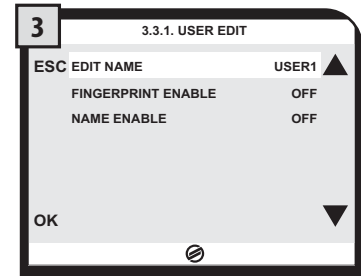 3
3.3.1. USER EDIT
ESC EDIT NAME USER1
FINGERPRINT ENABLE OFF
NAME ENABLE OFF
OK